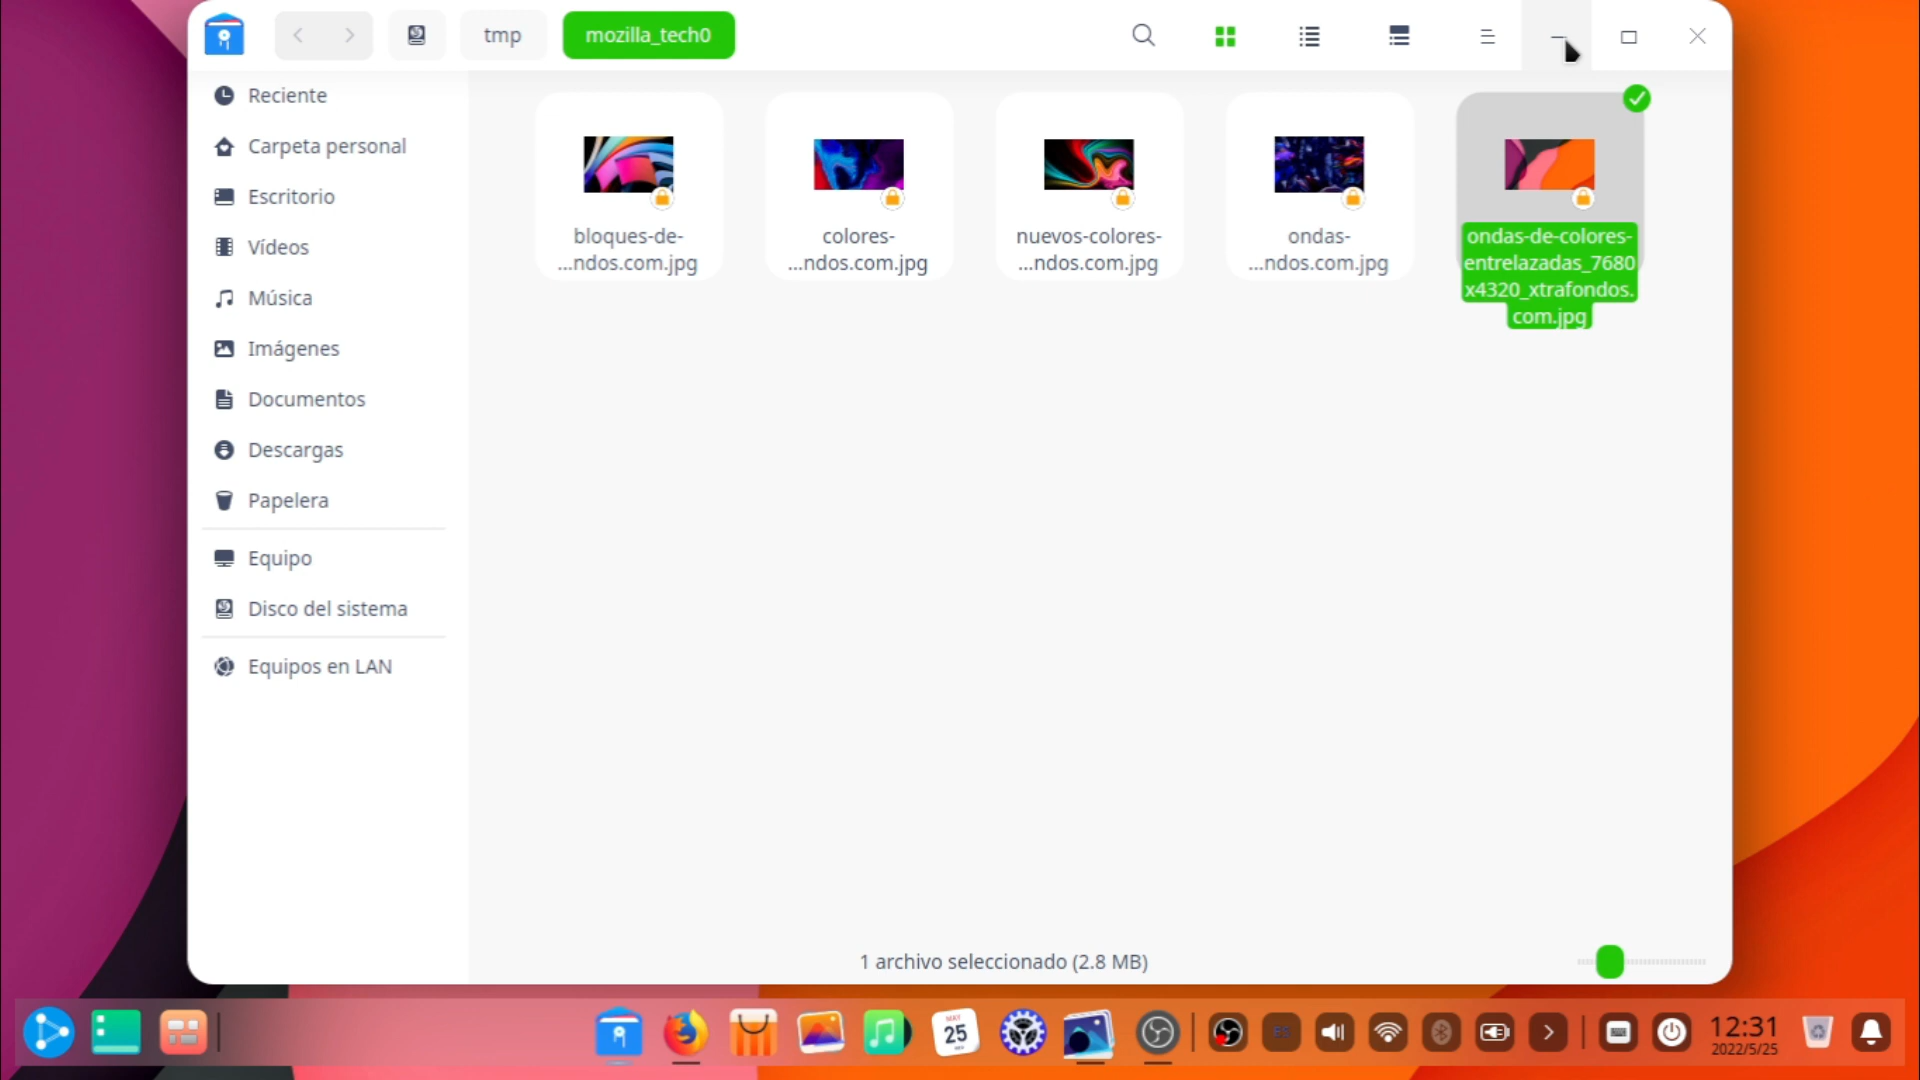 tmp
mozilla_tech0
Reciente
Carpeta personal
Escritorio
Vídeos
Música
Imágenes
Documentos
Descargas
Papelera
Equipo
Disco del sistema
Equipos en LAN
bloques-de-
...ndos.com.jpg
colores-
...ndos.com.jpg
nuevos-colores-
...ndos.com.jpg
ondas-
...ndos.com.jpg
ondas-de-colores-
entrelazadas_7680
x4320_xtrafondos.
com.jpg
1 archivo seleccionado (2.8 MB)
MAY
25
12:31
2022/5/25